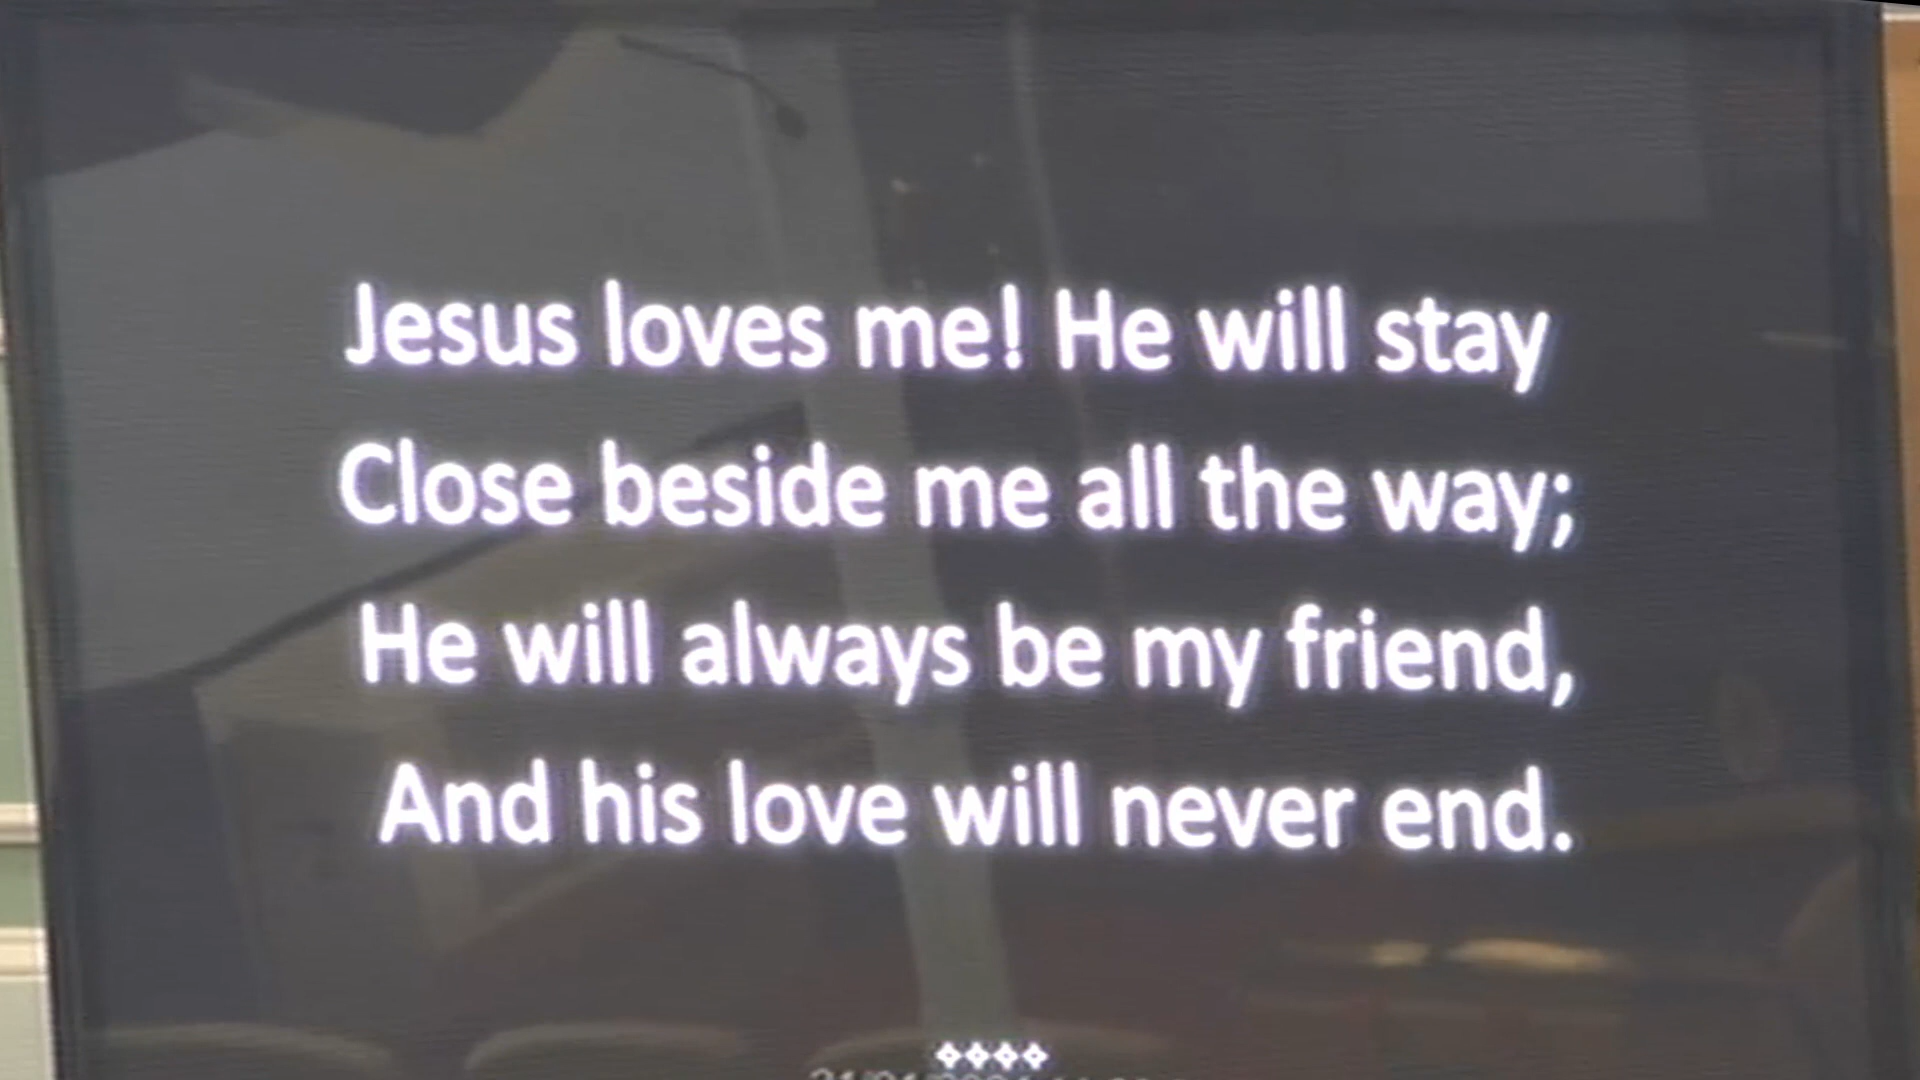 Jesus loves me! He will stay
Close beside me all the way;
He will always be my friend,
And his love will never end.